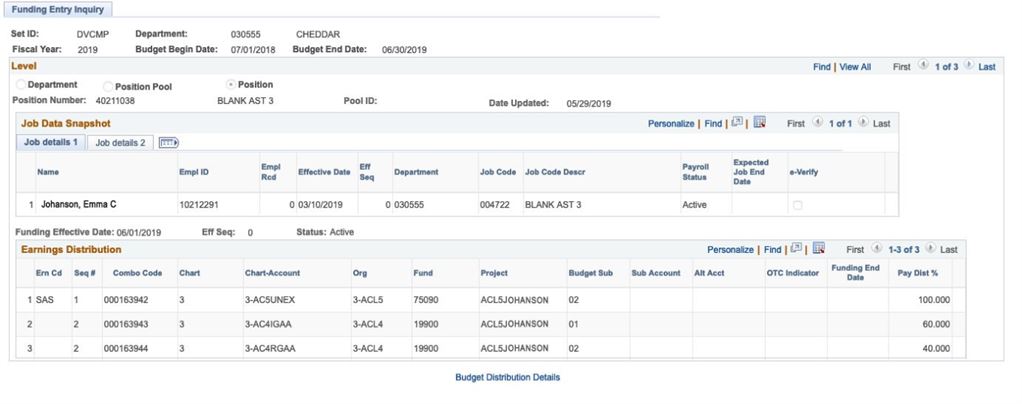 Funding Entry Inquiry
Set ID: DVCMP Department: 030555 CHEDDAR
Fiscal Year: 2019 Budget Begin Date: 07/01/2018 Budget End Date: 06/30/2019
Level Find | View All First 1 of 3 Last
Department Position Pool Position
Position Number: 40211038 BLANK AST 3 Pool ID: Date Updated: 05/29/2019
Job Data Snapshot Personalize | Find | | First 1 of 1 Last
Job details 1 Job details 2
Name Empl ID Empl Rcd Effective Date Eff Seq Department Job Code Job Code Descr Payroll Status Expected Job End Date e-Verify
1 Johanson, Emma C 10212291 0 03/10/2019 0 030555 004722 BLANK AST 3 Active
Funding Effective Date: 06/01/2019 Eff Seq: 0 Status: Active
Earnings Distribution Personalize | Find | | First 1-3 of 3 Last
Ern Cd Seq # Combo Code Chart Chart-Account Org Fund Project Budget Sub Sub Account Alt Acct OTC Indicator Funding End Date Pay Dist %
1 SAS 1 000163942 3 3-AC5UNEX 3-ACL5 75090 ACL5JOHANSON 02 100.000
2 2 000163943 3 3-AC4IGAA 3-ACL4 19900 ACL5JOHANSON 01 60.000
3 2 000163944 3 3-AC4RGAA 3-ACL4 19900 ACL5JOHANSON 02 40.000
Budget Distribution Details